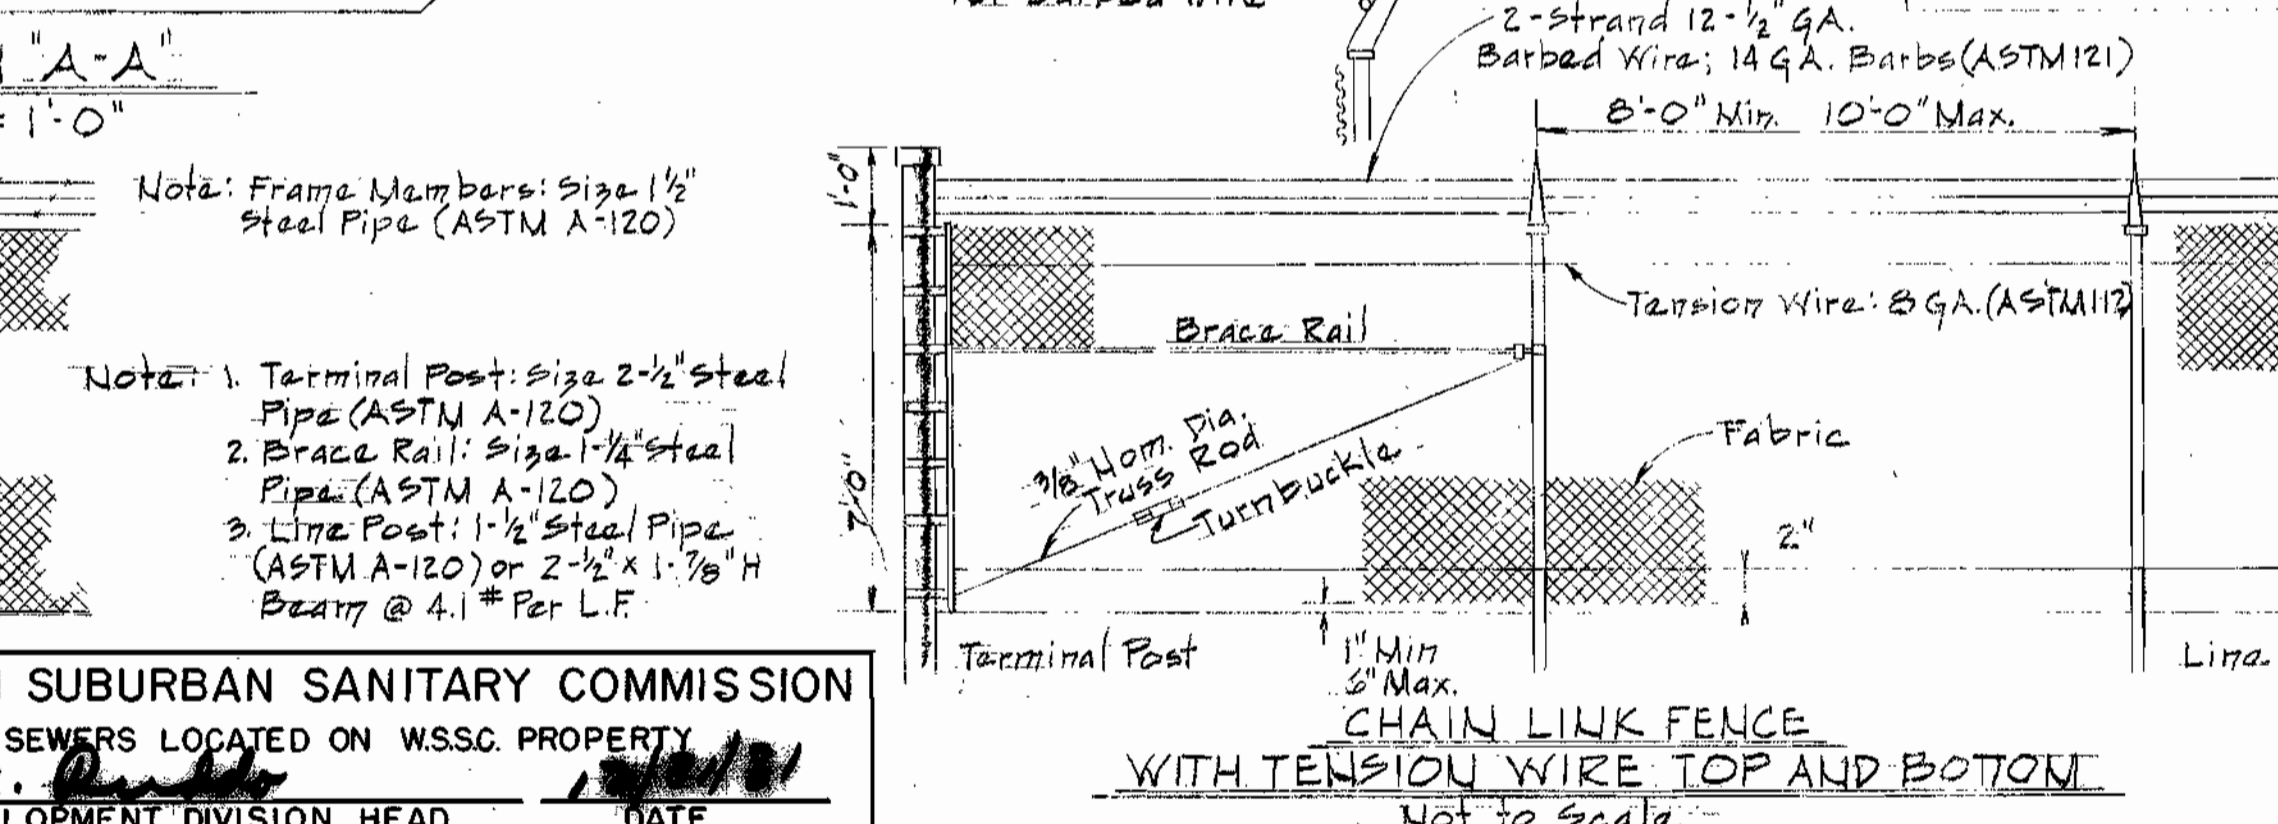 "A-A"
1'-0"
Note: Frame Members: Size 1½"
Steel Pipe (ASTM A-120)
Note: 1. Terminal Post: Size 2-½" Steel
Pipe (ASTM A-120)
2. Brace Rail: Size 1-¼" Steel
Pipe (ASTM A-120)
3. Line Post: 1-½" Steel Pipe
(ASTM A-120) or 2-½" x 1-⅞" H
Beam @ 4.1 # Per L.F.
SUBURBAN SANITARY COMMISSION
SEWERS LOCATED ON W.S.S.C. PROPERTY
DIVISION HEAD
DATE
2-Strand 12-½" GA.
Barbed Wire; 14 GA. Barbs (ASTM 121)
8'-0" Min. 10'-0" Max.
1'-0"
7'-0"
Tension Wire: 8 GA. (ASTM 112)
Brace Rail
3/8" Nom. Dia.
Truss Rod
Turnbuckle
Fabric
2"
Terminal Post
1" Min
6" Max.
Line
CHAIN LINK FENCE
WITH TENSION WIRE TOP AND BOTTOM
Not to Scale